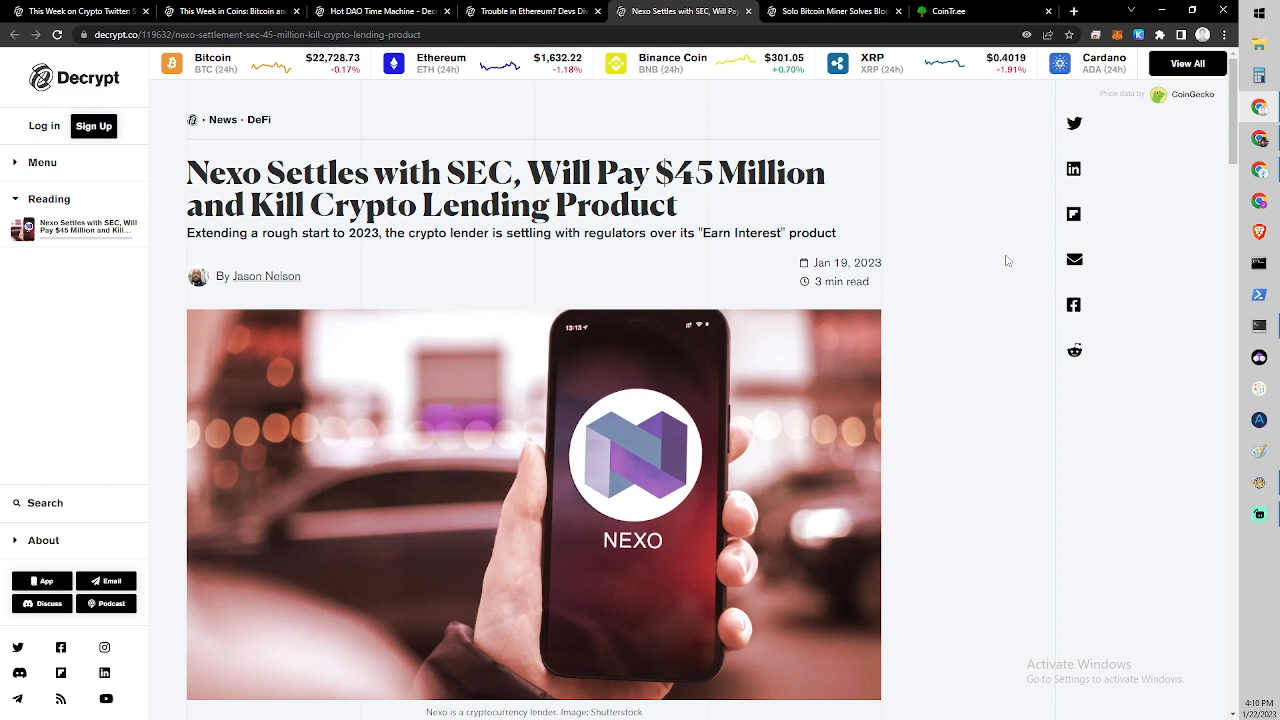 This Week on Crypto Twitter: S
This Week in Coins: Bitcoin an
Hot DAO Time Machine - Decr
Trouble in Ethereum? Devs Di
Nexo Settles with SEC, Will Pay
Solo Bitcoin Miner Solves Bloc
CoinTree
decrypt.co/119632/nexo-settlement-sec-45-million-kill-crypto-lending-product
Bitcoin $22,728.73
BTC (24h) -0.17%
Ethereum $1,632.22
ETH (24h) -1.18%
Binance Coin $301.05
BNB (24h) +0.70%
XRP $0.4019
XRP (24h) -1.91%
Cardano
ADA (24h)
View All
Price data by CoinGecko
Decrypt
Log in Sign Up
Menu
Reading
Nexo Settles with SEC, Will
Pay $45 Million and Kill...
Search
About
App Email
Discuss Podcast
· News · DeFi
Nexo Settles with SEC, Will Pay $45 Million
and Kill Crypto Lending Product
Extending a rough start to 2023, the crypto lender is settling with regulators over its "Earn Interest" product
By Jason Nelson
Jan 19, 2023
3 min read
13:13
NEXO
Nexo is a cryptocurrency lender. Image: Shutterstock
Activate Windows
Go to Settings to activate Windows.
4:10 PM
1/22/2023